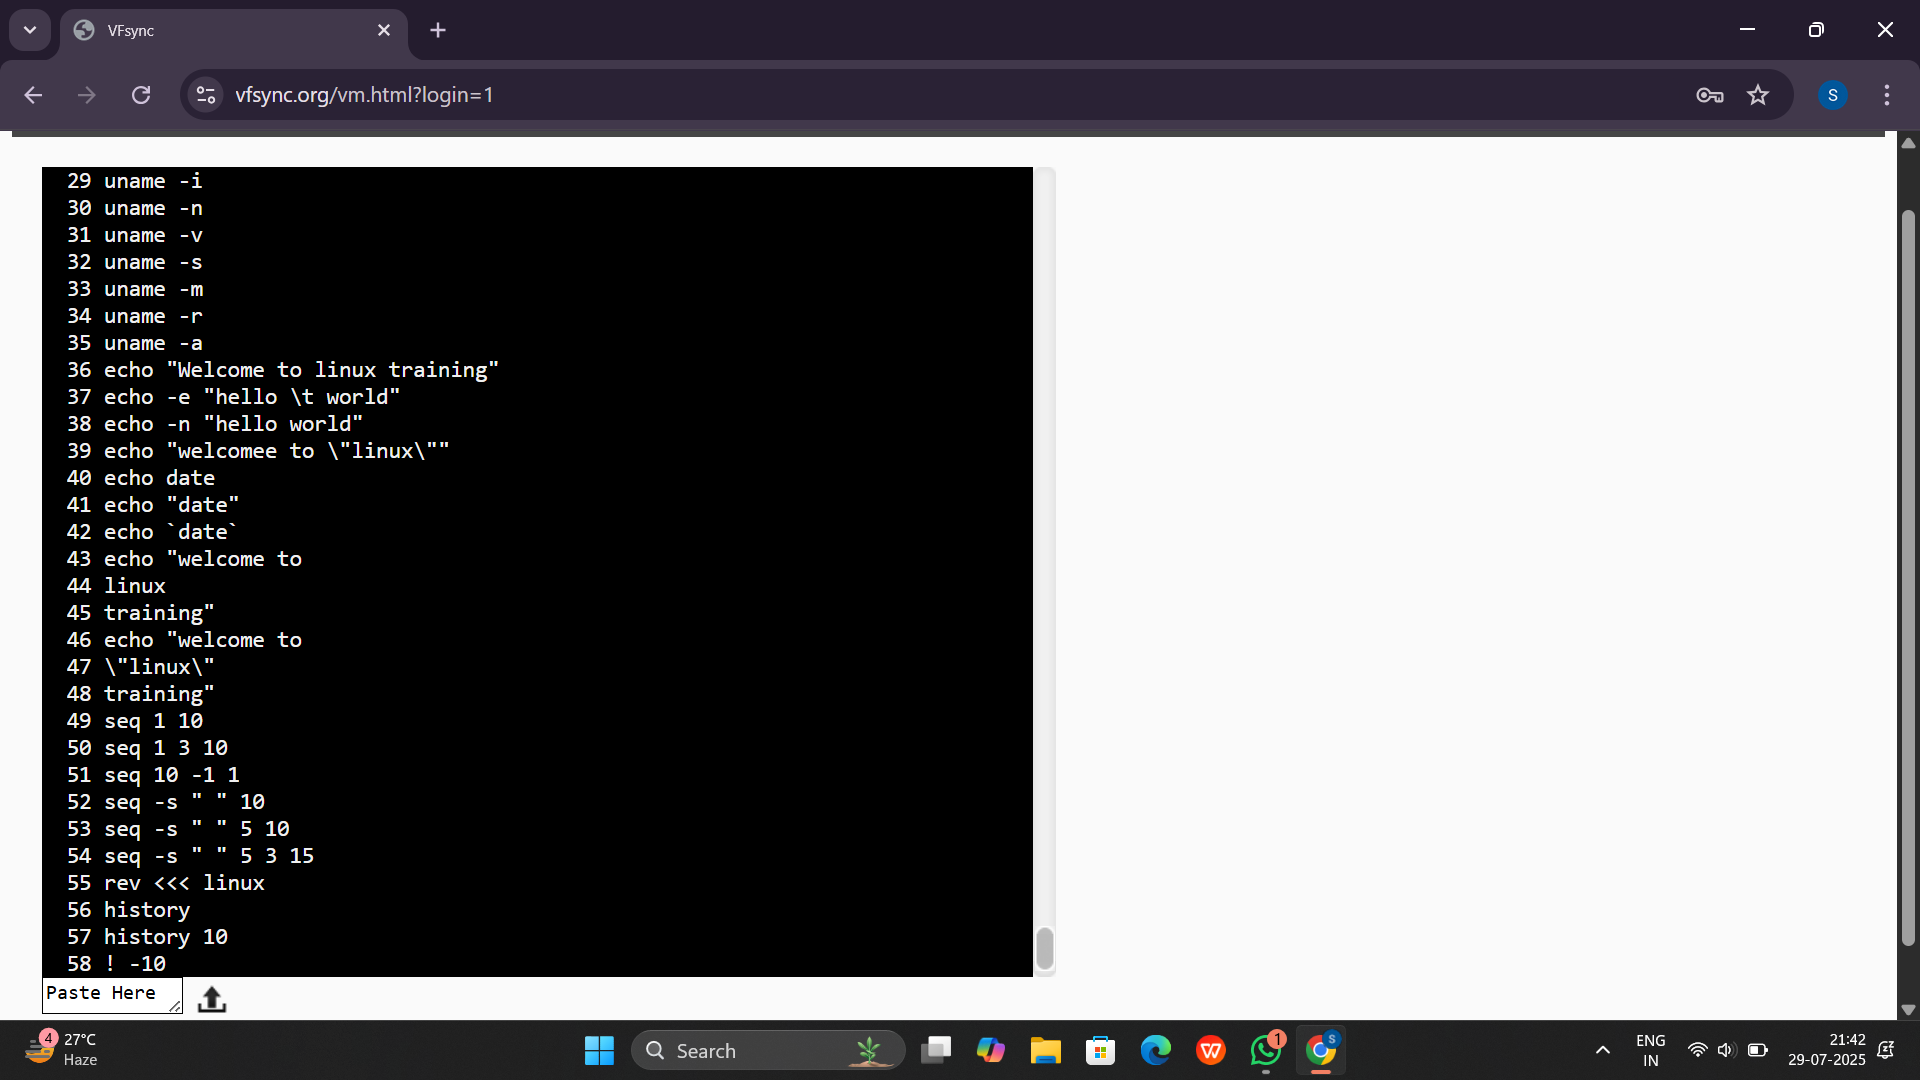 VFsync
vfsync.org/vm.html?login=1
S
29 uname -i
30 uname -n
31 uname -v
32 uname -s
33 uname -m
34 uname -r
35 uname -a
36 echo "Welcome to linux training"
37 echo -e "hello \t world"
38 echo -n "hello world"
39 echo "welcomee to \"linux\""
40 echo date
41 echo "date"
42 echo `date`
43 echo "welcome to
44 linux
45 training"
46 echo "welcome to
47 \"linux\"
48 training"
49 seq 1 10
50 seq 1 3 10
51 seq 10 -1 1
52 seq -s " " 10
53 seq -s " " 5 10
54 seq -s " " 5 3 15
55 rev <<< linux
56 history
57 history 10
58 ! -10
Paste Here
4
27°C
Haze
Search
W
1
S
ENG
IN
21:42
29-07-2025